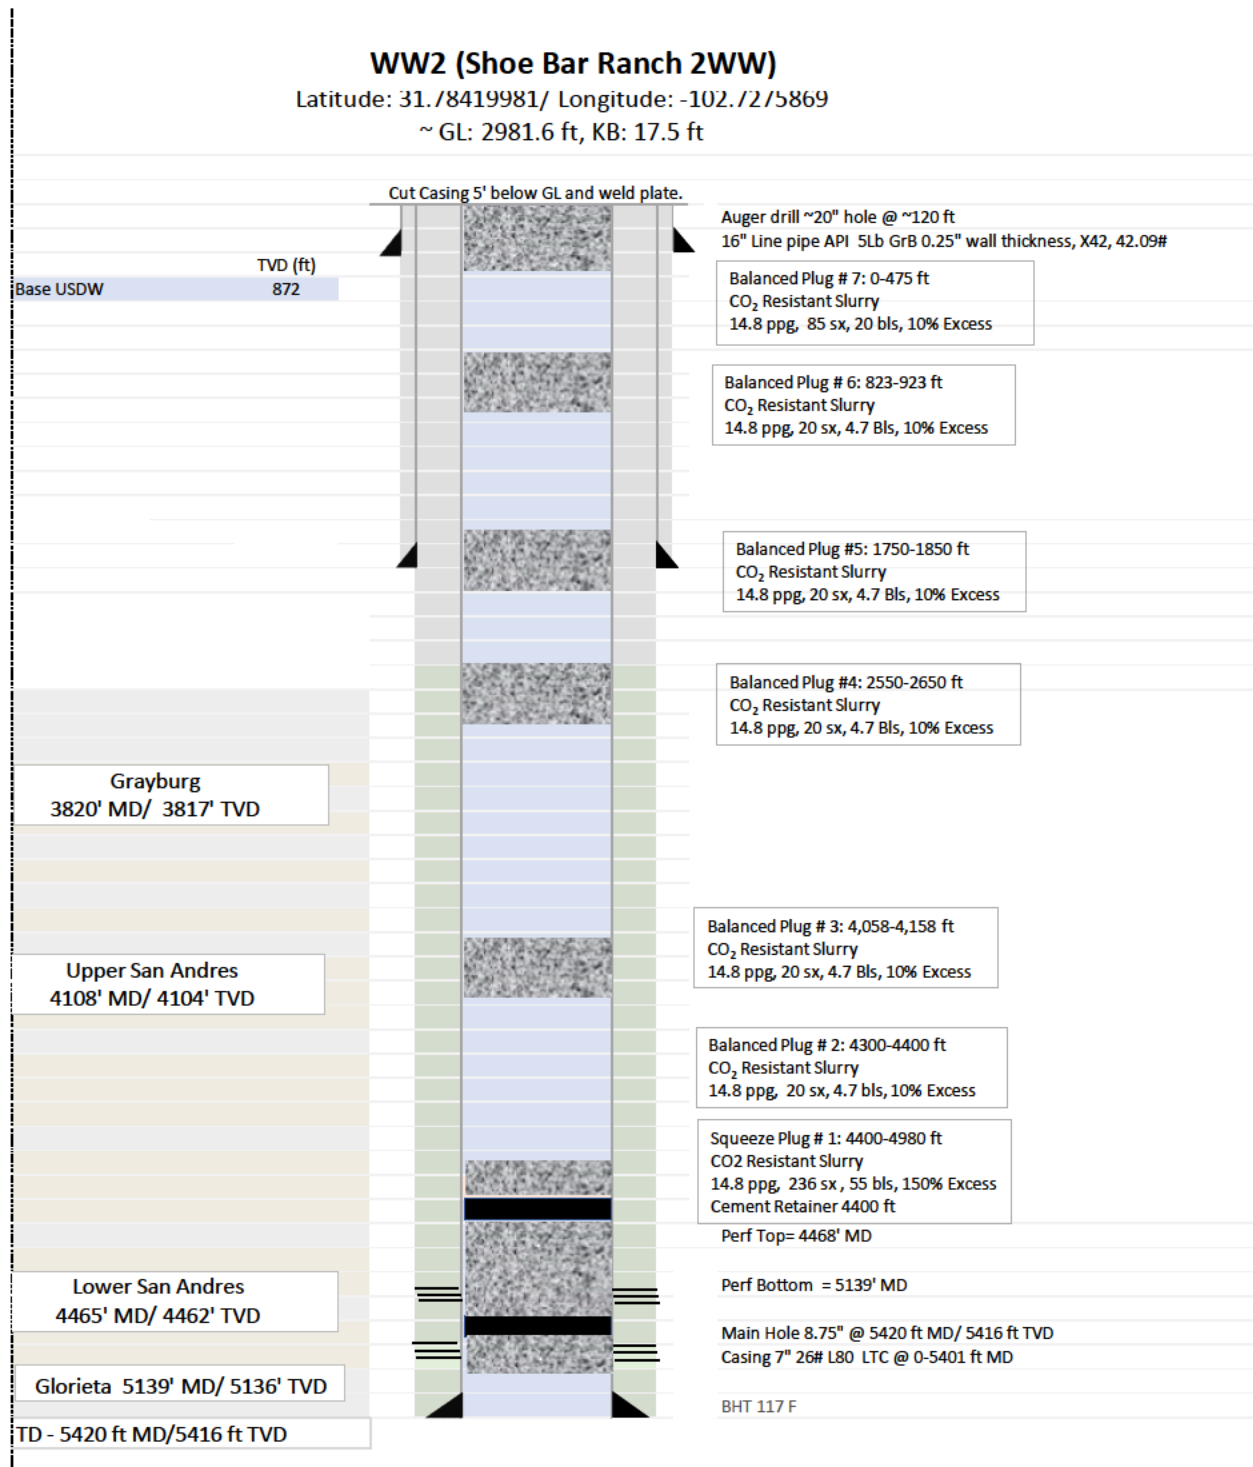 WW2 (Shoe Bar Ranch 2WW)
Latitude: 31.78419981/ Longitude: -102.7275869
~ GL: 2981.6 ft, KB: 17.5 ft
Cut Casing 5' below GL and weld plate.
Auger drill ~20" hole @ ~120 ft
16" Line pipe API 5Lb GrB 0.25" wall thickness, X42, 42.09#
TVD (ft)
Base USDW 872
Balanced Plug # 7: 0-475 ft
CO₂ Resistant Slurry
14.8 ppg, 85 sx, 20 bls, 10% Excess
Balanced Plug # 6: 823-923 ft
CO₂ Resistant Slurry
14.8 ppg, 20 sx, 4.7 Bls, 10% Excess
Balanced Plug #5: 1750-1850 ft
CO₂ Resistant Slurry
14.8 ppg, 20 sx, 4.7 Bls, 10% Excess
Balanced Plug #4: 2550-2650 ft
CO₂ Resistant Slurry
14.8 ppg, 20 sx, 4.7 Bls, 10% Excess
Grayburg
3820' MD/ 3817' TVD
Balanced Plug # 3: 4,058-4,158 ft
CO₂ Resistant Slurry
14.8 ppg, 20 sx, 4.7 Bls, 10% Excess
Upper San Andres
4108' MD/ 4104' TVD
Balanced Plug # 2: 4300-4400 ft
CO₂ Resistant Slurry
14.8 ppg, 20 sx, 4.7 bls, 10% Excess
Squeeze Plug # 1: 4400-4980 ft
CO2 Resistant Slurry
14.8 ppg, 236 sx , 55 bls, 150% Excess
Cement Retainer 4400 ft
Perf Top= 4468' MD
Perf Bottom = 5139' MD
Lower San Andres
4465' MD/ 4462' TVD
Main Hole 8.75" @ 5420 ft MD/ 5416 ft TVD
Casing 7" 26# L80 LTC @ 0-5401 ft MD
Glorieta 5139' MD/ 5136' TVD
BHT 117 F
TD - 5420 ft MD/5416 ft TVD